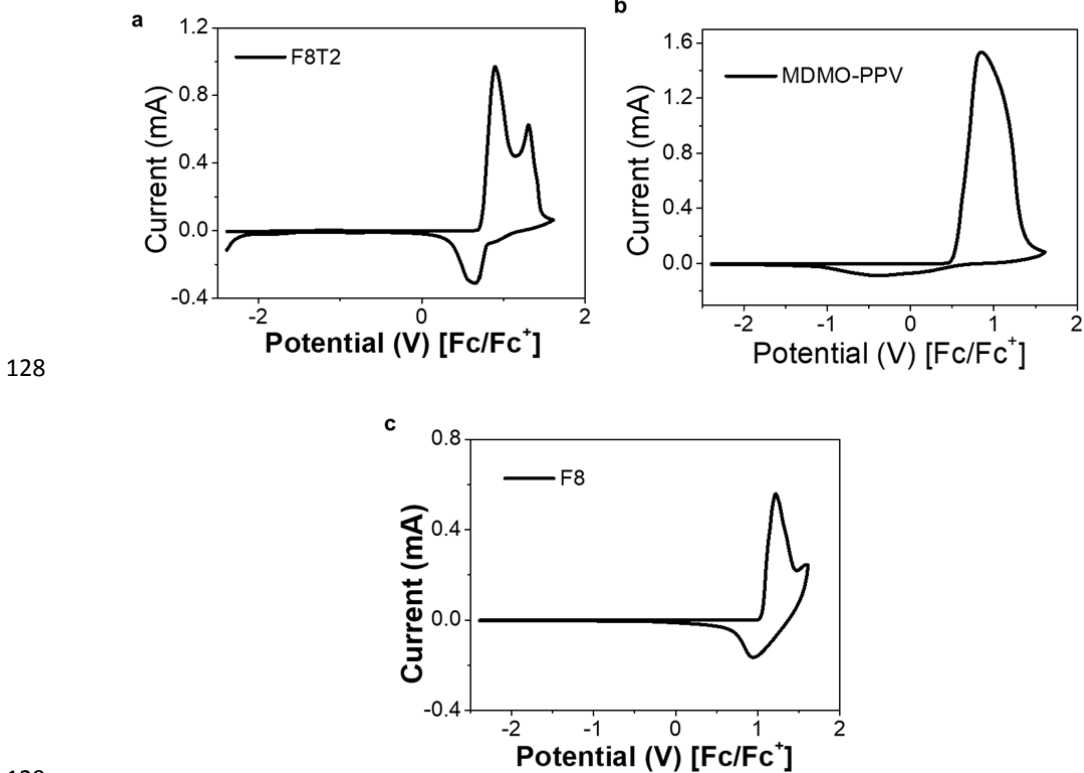 a
1.2
F8T2
0.8
0.4
0.0
-0.4
Current (mA)
-2
0
2
Potential (V) [Fc/Fc+]
b
1.6
MDMO-PPV
1.2
0.8
0.4
0.0
Current (mA)
-2
-1
0
1
2
Potential (V) [Fc/Fc+]
128
c
0.8
F8
0.4
0.0
-0.4
Current (mA)
-2
-1
0
1
2
Potential (V) [Fc/Fc+]